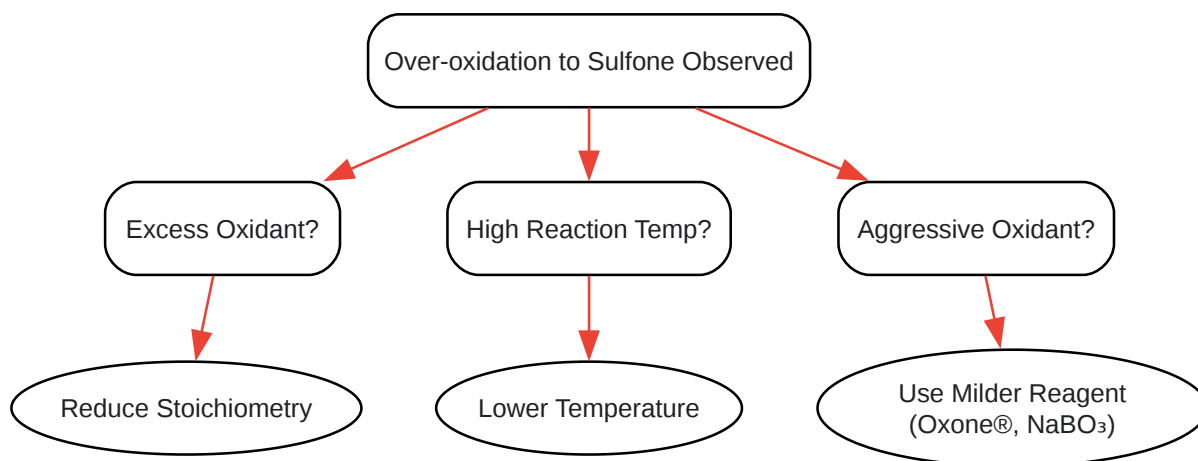 Over-oxidation to Sulfone Observed
Excess Oxidant?
High Reaction Temp?
Aggressive Oxidant?
Reduce Stoichiometry
Lower Temperature
Use Milder Reagent
(Oxone®, NaBO₃)